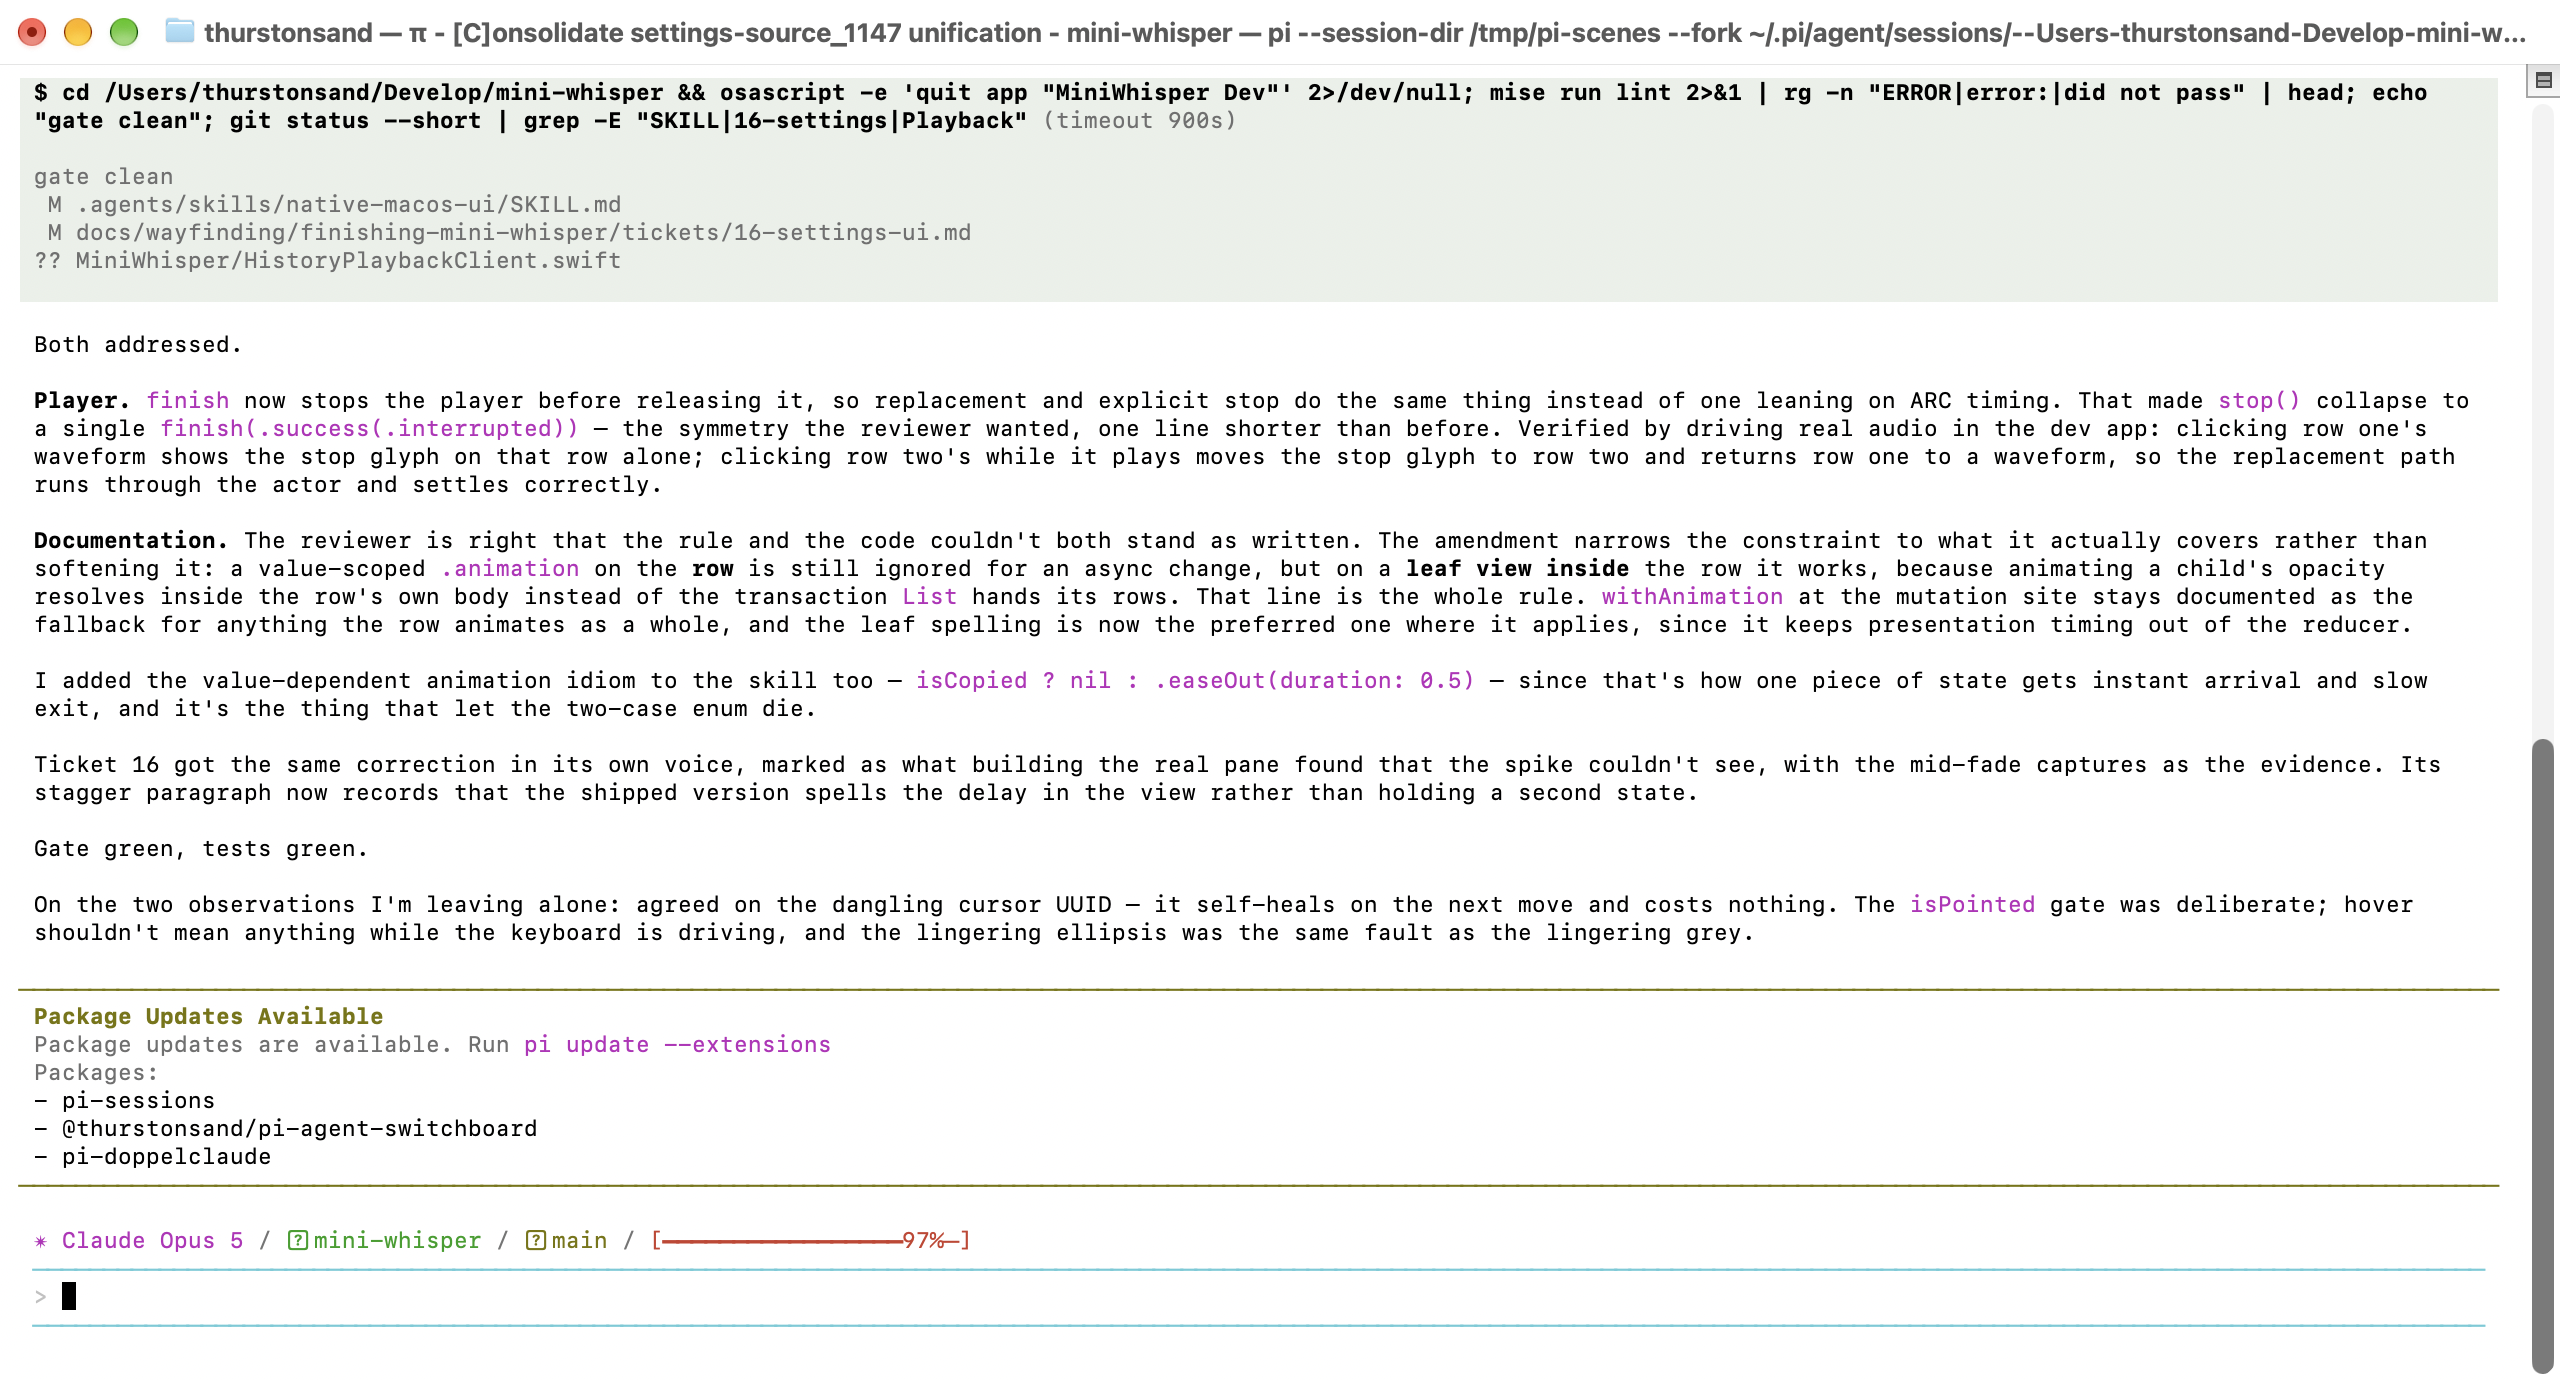 thurstonsand — π - [C]onsolidate settings-source_1147 unification - mini-whisper — pi --session-dir /tmp/pi-scenes --fork ~/.pi/agent/sessions/--Users-thurstonsand-Develop-mini-w...
$ cd /Users/thurstonsand/Develop/mini-whisper && osascript -e 'quit app "MiniWhisper Dev"' 2>/dev/null; mise run lint 2>&1 | rg -n "ERROR|error:|did not pass" | head; echo
"gate clean"; git status --short | grep -E "SKILL|16-settings|Playback" (timeout 900s)
gate clean
M .agents/skills/native-macos-ui/SKILL.md
M docs/wayfinding/finishing-mini-whisper/tickets/16-settings-ui.md
?? MiniWhisper/HistoryPlaybackClient.swift
Both addressed.
Player. finish now stops the player before releasing it, so replacement and explicit stop do the same thing instead of one leaning on ARC timing. That made stop() collapse to
a single finish(.success(.interrupted)) — the symmetry the reviewer wanted, one line shorter than before. Verified by driving real audio in the dev app: clicking row one's
waveform shows the stop glyph on that row alone; clicking row two's while it plays moves the stop glyph to row two and returns row one to a waveform, so the replacement path
runs through the actor and settles correctly.
Documentation. The reviewer is right that the rule and the code couldn't both stand as written. The amendment narrows the constraint to what it actually covers rather than
softening it: a value-scoped .animation on the row is still ignored for an async change, but on a leaf view inside the row it works, because animating a child's opacity
resolves inside the row's own body instead of the transaction List hands its rows. That line is the whole rule. withAnimation at the mutation site stays documented as the
fallback for anything the row animates as a whole, and the leaf spelling is now the preferred one where it applies, since it keeps presentation timing out of the reducer.
I added the value-dependent animation idiom to the skill too — isCopied ? nil : .easeOut(duration: 0.5) — since that's how one piece of state gets instant arrival and slow
exit, and it's the thing that let the two-case enum die.
Ticket 16 got the same correction in its own voice, marked as what building the real pane found that the spike couldn't see, with the mid-fade captures as the evidence. Its
stagger paragraph now records that the shipped version spells the delay in the view rather than holding a second state.
Gate green, tests green.
On the two observations I'm leaving alone: agreed on the dangling cursor UUID — it self-heals on the next move and costs nothing. The isPointed gate was deliberate; hover
shouldn't mean anything while the keyboard is driving, and the lingering ellipsis was the same fault as the lingering grey.
Package Updates Available
Package updates are available. Run pi update --extensions
Packages:
- pi-sessions
- @thurstonsand/pi-agent-switchboard
- pi-doppelclaude
✴ Claude Opus 5 / [?] mini-whisper / [?] main / [━━━━━━━━━━━━━━━━━97%─]
>